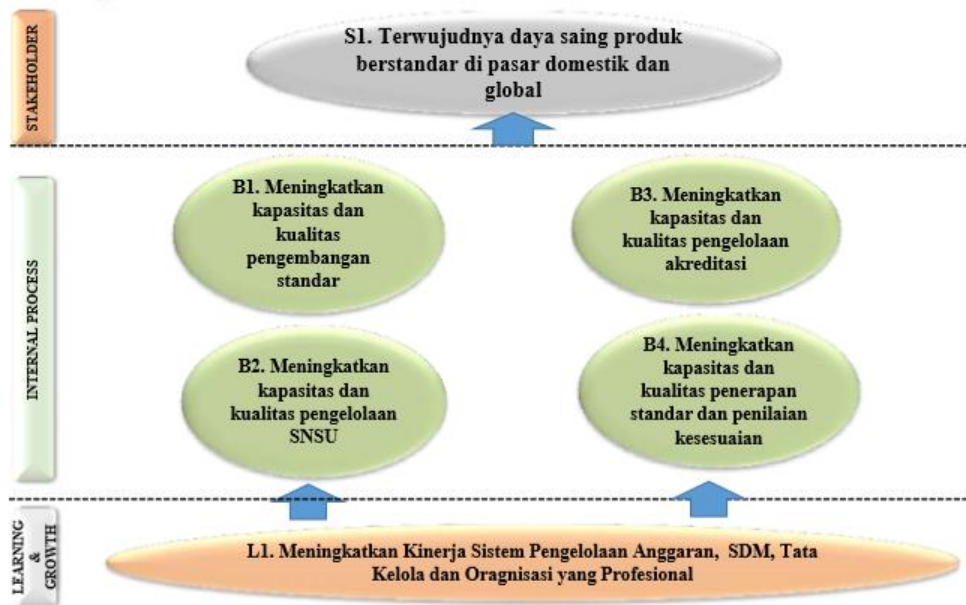 STAKEHOLDER
S1. Terwujudnya daya saing produk
berstandar di pasar domestik dan
global
INTERNAL PROCESS
B1. Meningkatkan
kapasitas dan
kualitas
pengembangan
standar
B3. Meningkatkan
kapasitas dan
kualitas pengelolaan
akreditasi
B2. Meningkatkan
kapasitas dan
kualitas pengelolaan
SNSU
B4. Meningkatkan
kapasitas dan
kualitas penerapan
standar dan penilaian
kesesuaian
LEARNING
&
GROWTH
L1. Meningkatkan Kinerja Sistem Pengelolaan Anggaran, SDM, Tata
Kelola dan Oragnisasi yang Profesional